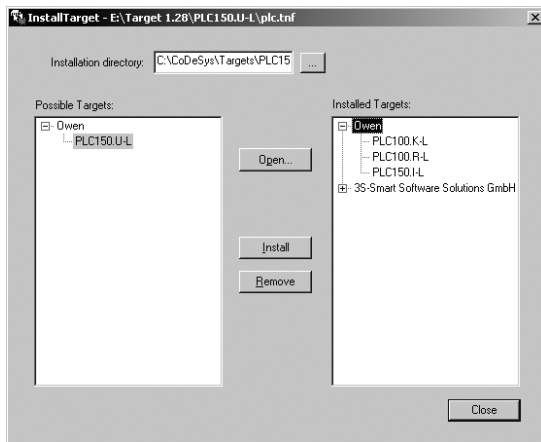 InstallTarget - E:\Target 1.28\PLC150.U-L\plc.tnf
Installation directory: C:\CoDeSys\Targets\PLC15 ...
Possible Targets:
Owen
PLC150.U-L
Open...
Install
Remove
Installed Targets:
Owen
PLC100.K-L
PLC100.R-L
PLC150.I-L
3S-Smart Software Solutions GmbH
Close